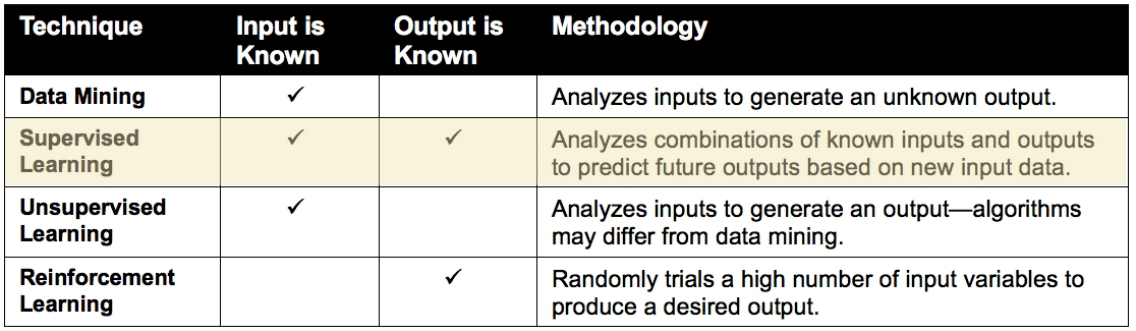 Technique Input is Known Output is Known Methodology
Data Mining ✓ Analyzes inputs to generate an unknown output.
Supervised Learning ✓ ✓ Analyzes combinations of known inputs and outputs
to predict future outputs based on new input data.
Unsupervised Learning ✓ Analyzes inputs to generate an output—algorithms
may differ from data mining.
Reinforcement Learning ✓ Randomly trials a high number of input variables to
produce a desired output.